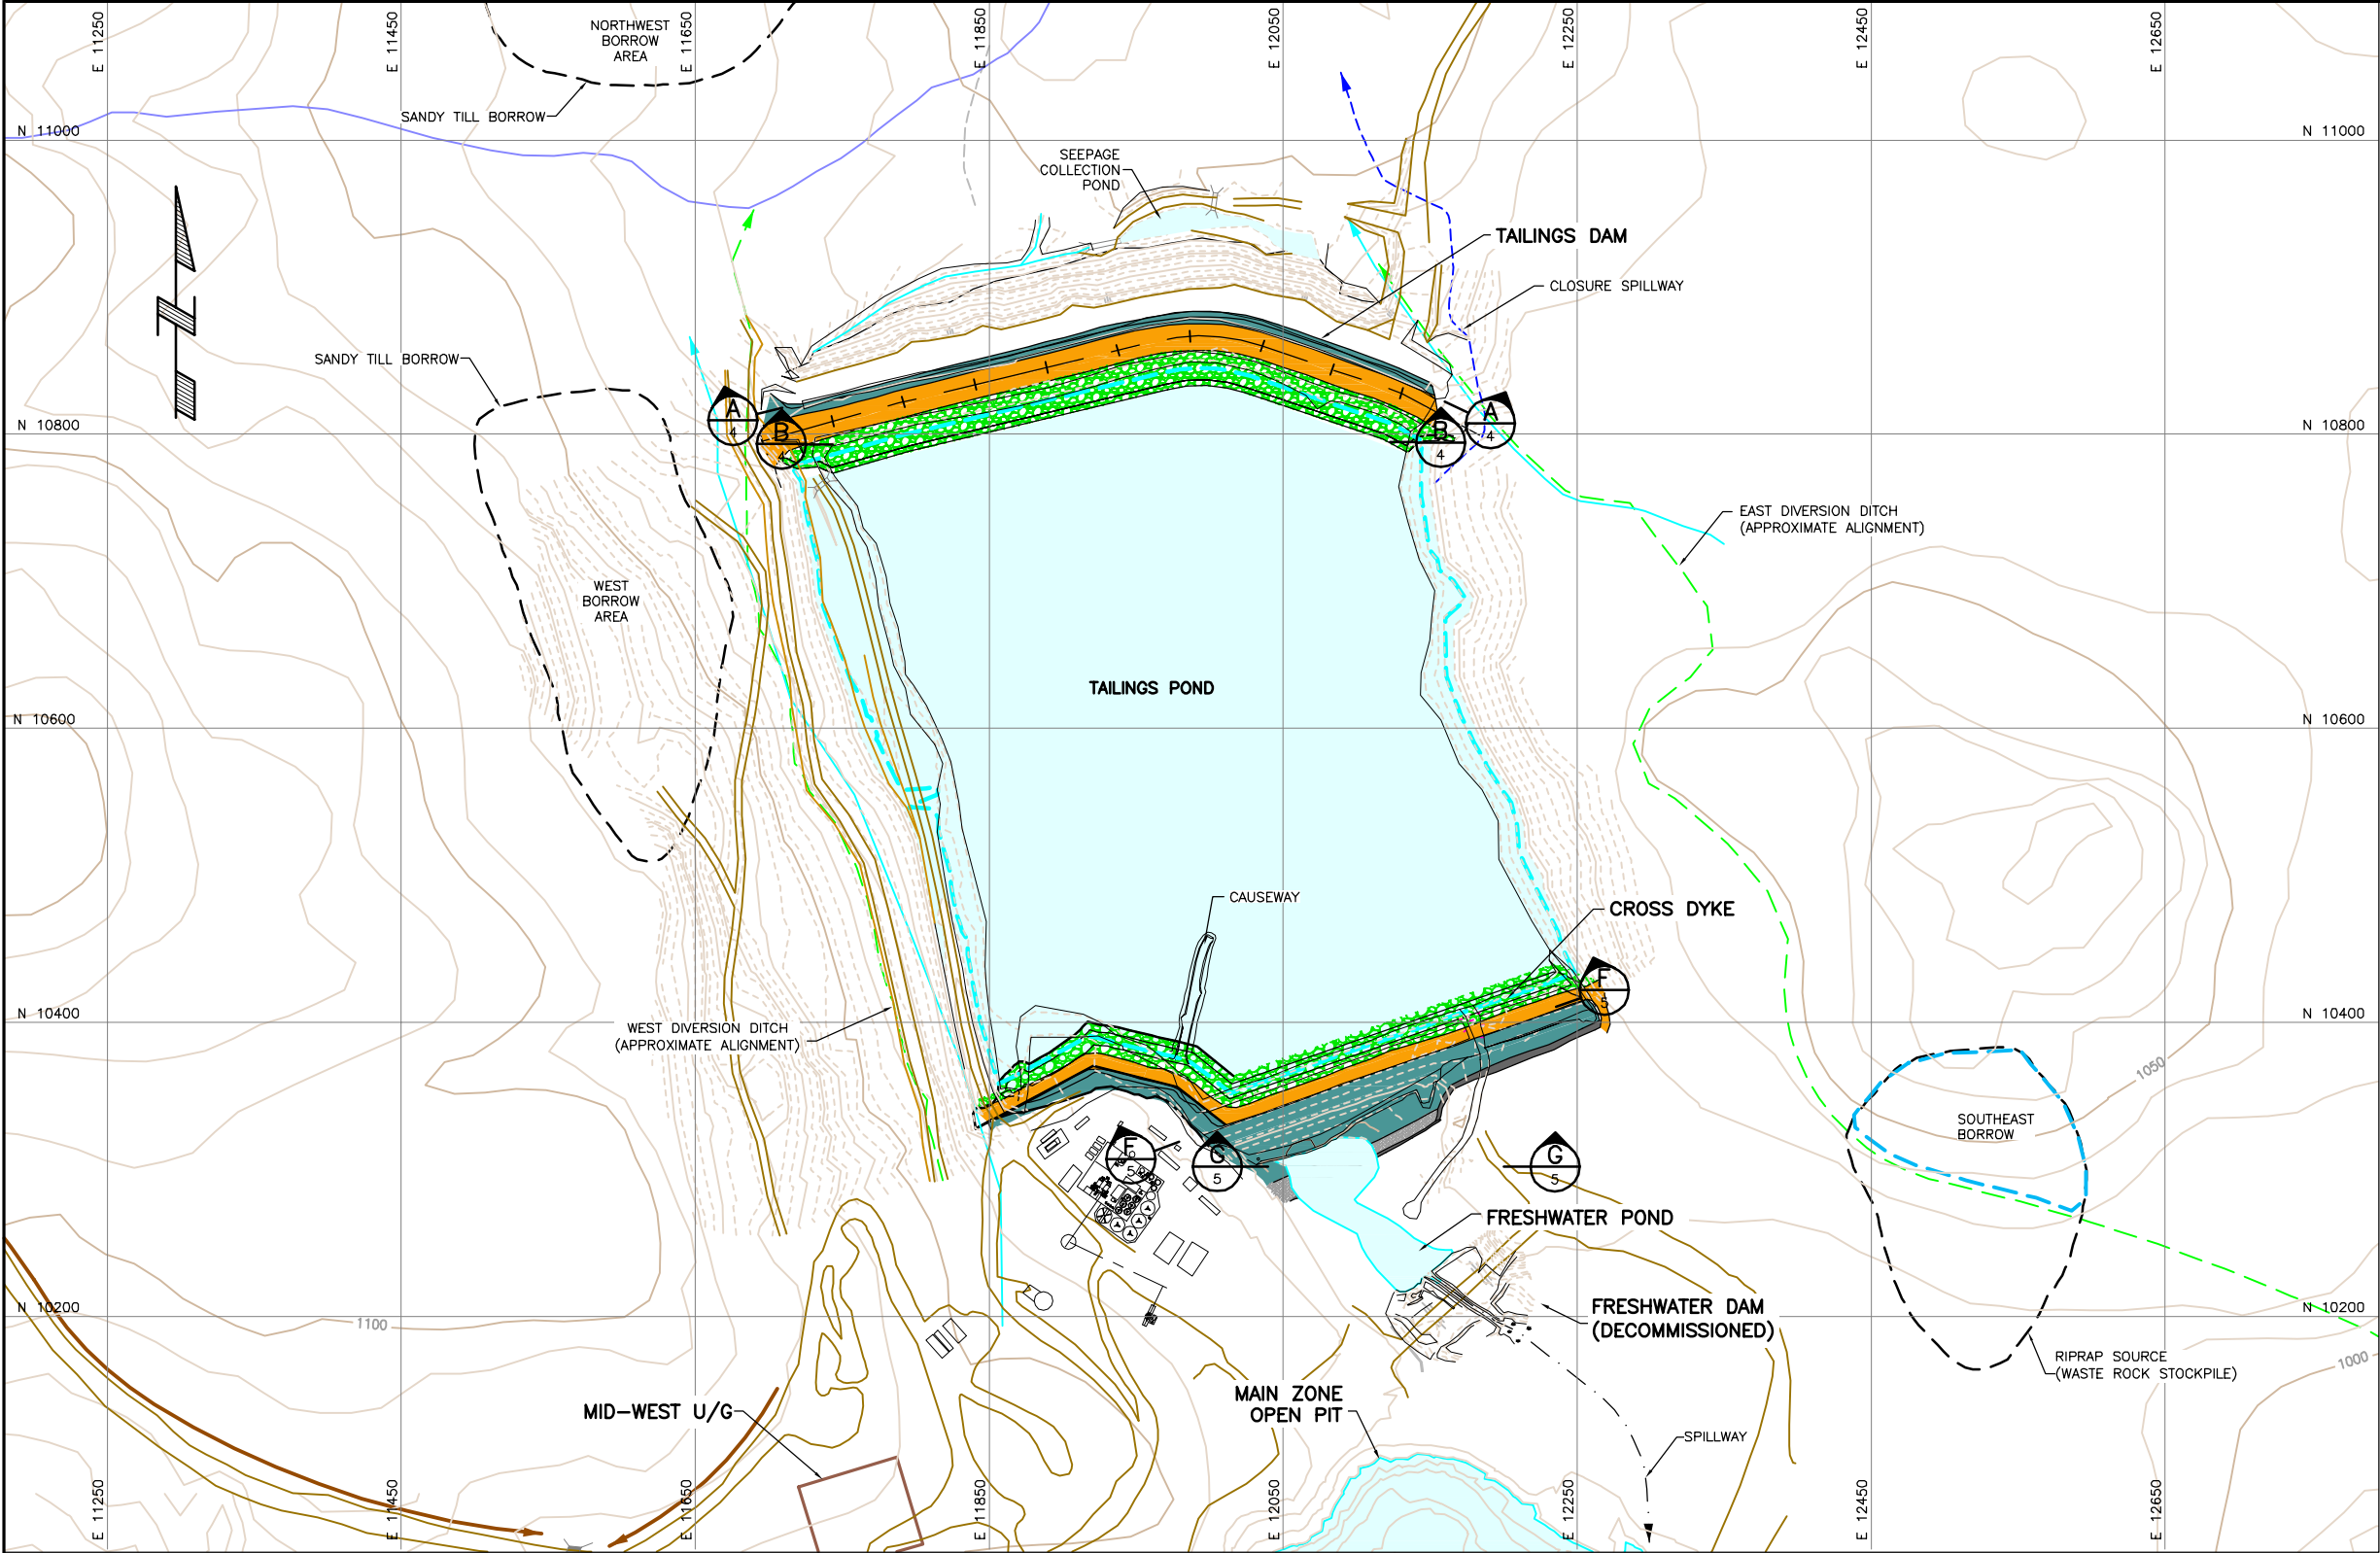 E 11250
E 11450
E 11650
E 11850
E 12050
E 12250
E 12450
E 12650
NORTHWEST
BORROW
AREA
SANDY TILL BORROW
N 11000
N 11000
SEEPAGE
COLLECTION
POND
TAILINGS DAM
CLOSURE SPILLWAY
SANDY TILL BORROW
A
4
A
4
N 10800
N 10800
B
4
B
4
EAST DIVERSION DITCH
(APPROXIMATE ALIGNMENT)
WEST
BORROW
AREA
TAILINGS POND
N 10600
N 10600
CAUSEWAY
CROSS DYKE
F
5
N 10400
N 10400
WEST DIVERSION DITCH
(APPROXIMATE ALIGNMENT)
1050
SOUTHEAST
BORROW
F
5
G
5
G
5
FRESHWATER POND
N 10200
N 10200
FRESHWATER DAM
(DECOMMISSIONED)
1100
RIPRAP SOURCE
(WASTE ROCK STOCKPILE)
1000
MAIN ZONE
OPEN PIT
MID-WEST U/G
SPILLWAY
E 11250
E 11450
E 11650
E 11850
E 12050
E 12250
E 12450
E 12650